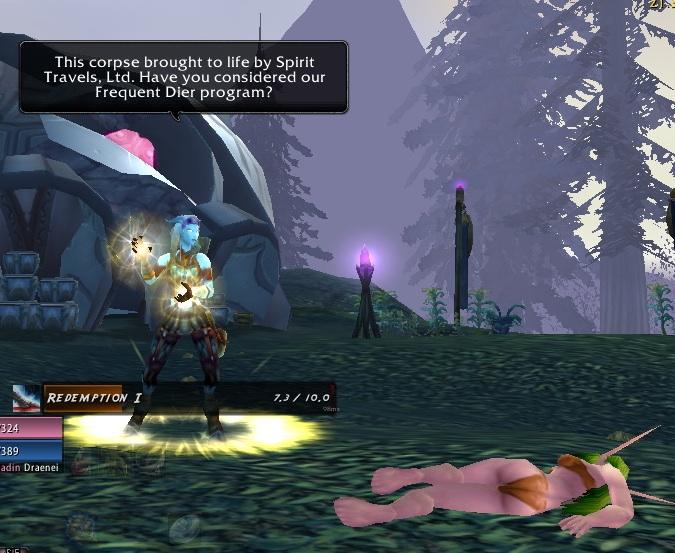 This corpse brought to life by Spirit
Travels, Ltd. Have you considered our
Frequent Dier program?
REDEMPTION I 7.3 / 10.0
98ms
/324
/389
adin Draenei